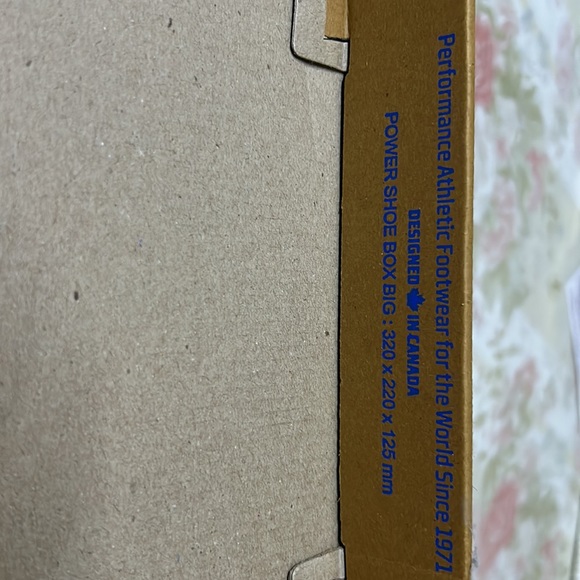 Performance Athletic Footwear for the World Since 1971
DESIGNED IN CANADA
POWER SHOE BOX BIG : 320 x 220 x 125 mm